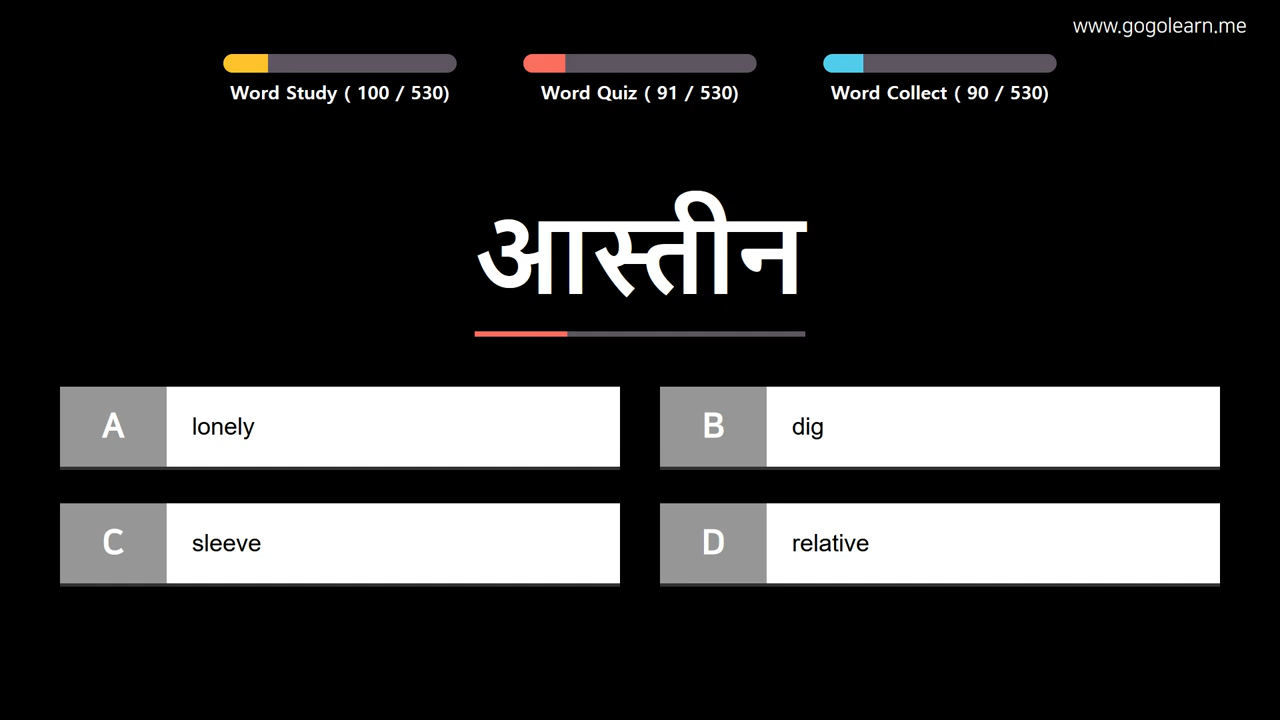 www.gogolearn.me
Word Study ( 100 / 530)
Word Quiz ( 91 / 530)
Word Collect ( 90 / 530)
आस्तीन
A lonely
B dig
C sleeve
D relative